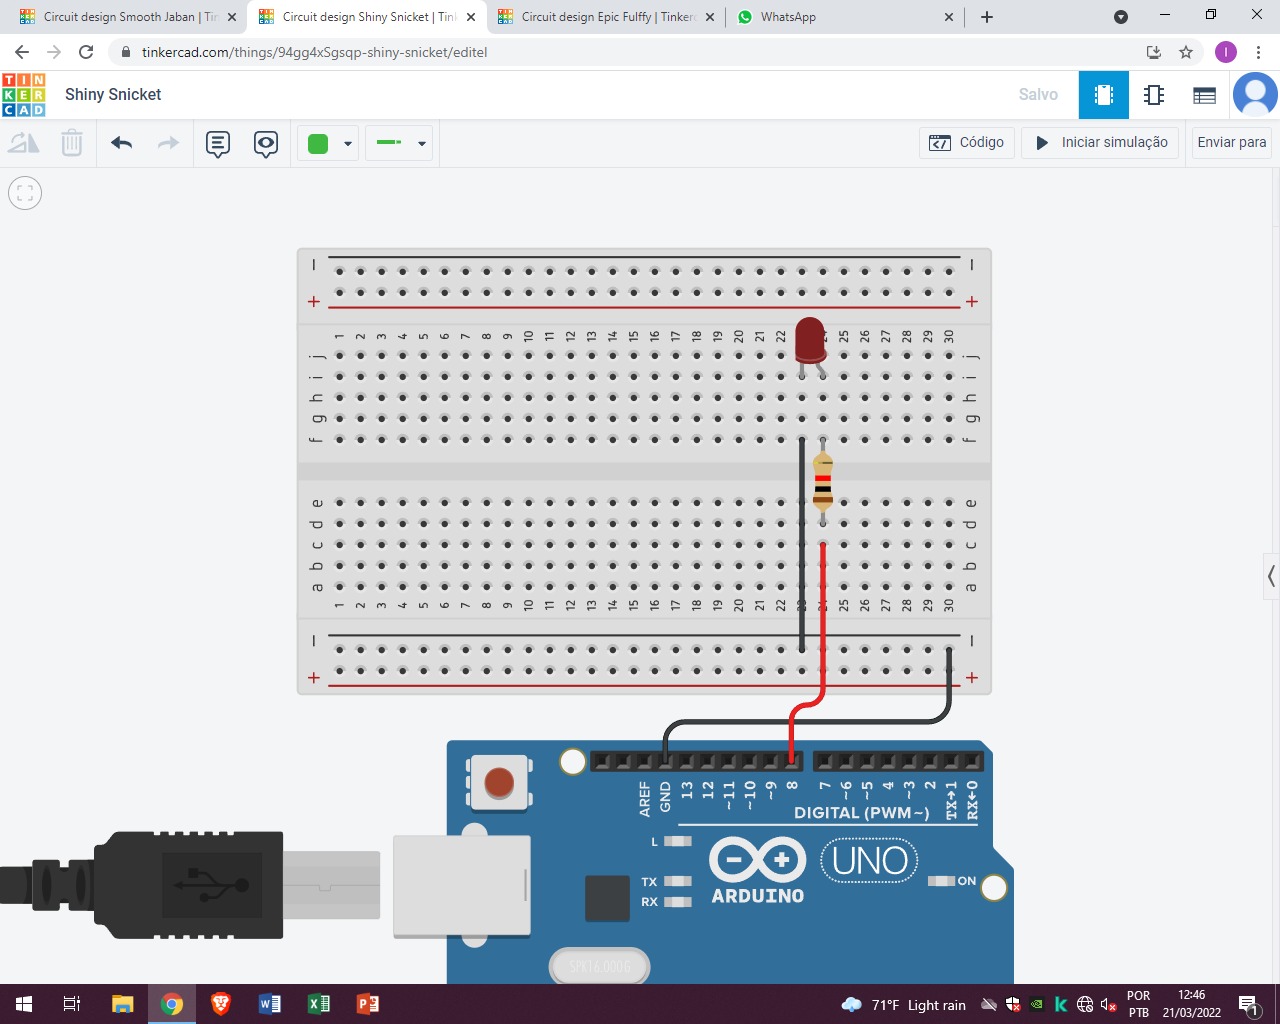 Circuit design Smooth Jaban | Tin
Circuit design Shiny Snicket | Tin
Circuit design Epic Fulffy | Tinker
WhatsApp
tinkercad.com/things/94gg4xSgsqp-shiny-snicket/editel
I
TIN
KER
CAD
Shiny Snicket
Salvo
Código
Iniciar simulação
Enviar para
1 2 3 4 5 6 7 8 9 10 11 12 13 14 15 16 17 18 19 20 21 22 25 26 27 28 29 30
j j
i i
h h
g g
f f
e e
d d
c c
b b
a a
1 2 3 4 5 6 7 8 9 10 11 12 13 14 15 16 17 18 19 20 21 22 23 24 25 26 27 28 29 30
AREF GND 13 12 ~11 ~10 ~9 8 7 ~6 ~5 4 ~3 2 TX→1 RX←0
DIGITAL (PWM~)
L
TX
RX
ARDUINO
UNO
ON
SPK16.000G
71°F Light rain
POR
PTB
12:46
21/03/2022
1